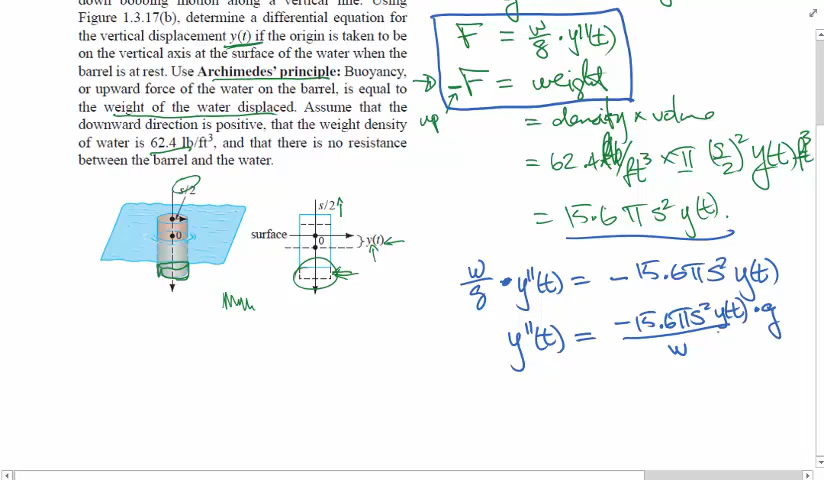 down bobbing motion along a vertical line. Using
Figure 1.3.17(b), determine a differential equation for
the vertical displacement y(t) if the origin is taken to be
on the vertical axis at the surface of the water when the
barrel is at rest. Use Archimedes' principle: Buoyancy,
or upward force of the water on the barrel, is equal to
the weight of the water displaced. Assume that the
downward direction is positive, that the weight density
of water is 62.4 lb/ft³, and that there is no resistance
between the barrel and the water.
s/2
0
surface
s/2
0
y(t)
F = w/g · y''(t)
-F = weight
up
= density × volume
= 62.4 lb/ft³ × π (s/2)² y(t) ft³
= 15.6 π s² y(t).
w/g · y''(t) = -15.6πs² y(t)
y''(t) = -15.6πs² y(t)/w · g